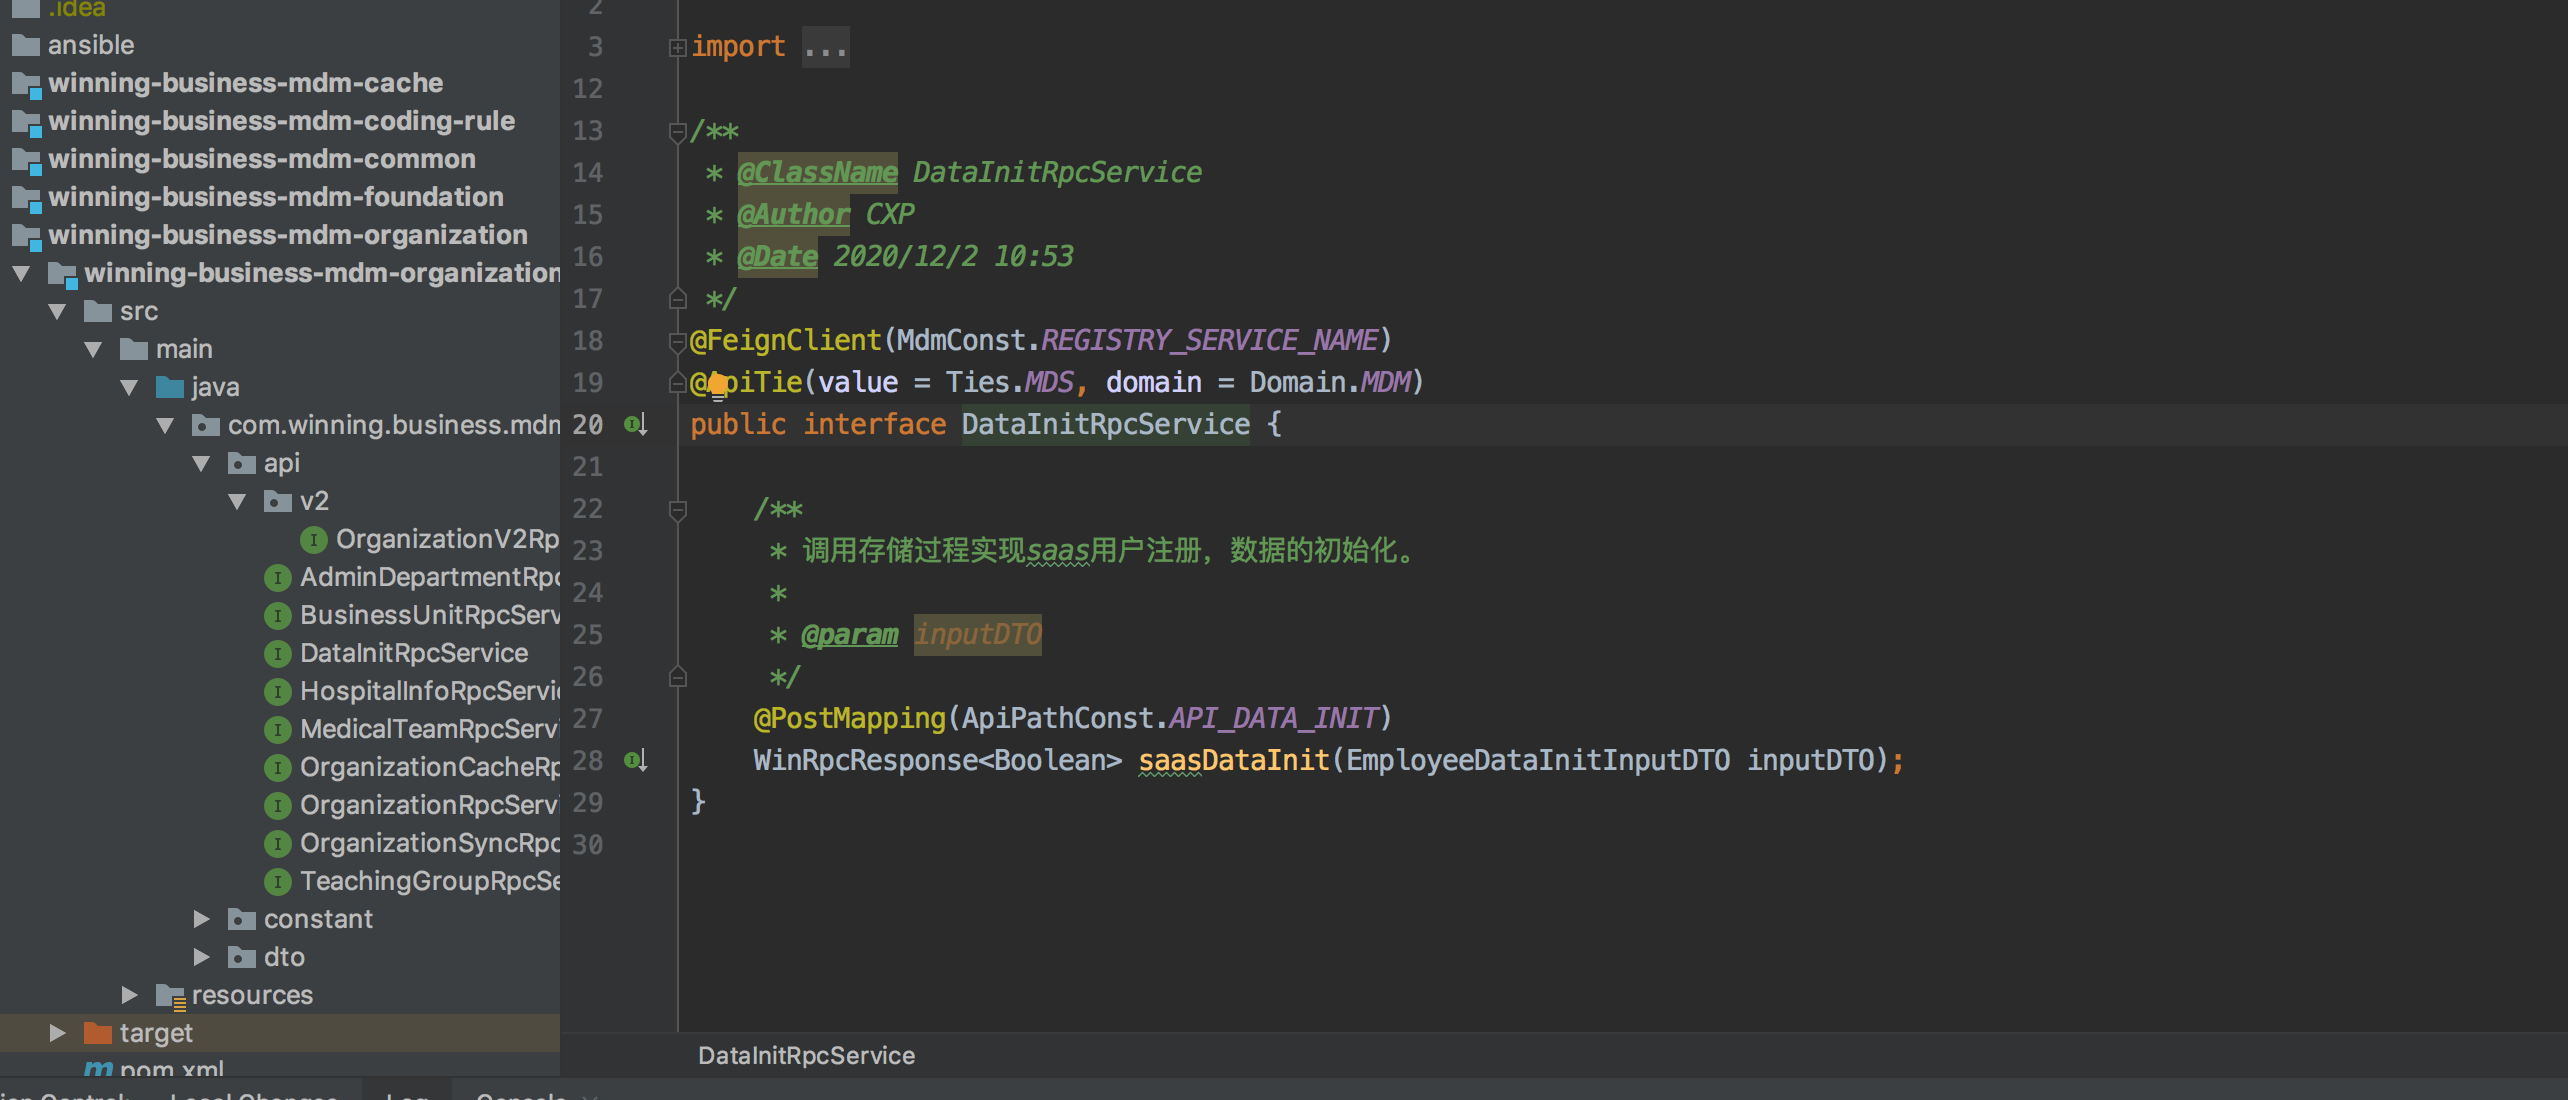 .idea
ansible
winning-business-mdm-cache
winning-business-mdm-coding-rule
winning-business-mdm-common
winning-business-mdm-foundation
winning-business-mdm-organization
winning-business-mdm-organization
src
main
java
com.winning.business.mdm
api
v2
OrganizationV2Rp
AdminDepartmentRpc
BusinessUnitRpcServ
DataInitRpcService
HospitalInfoRpcServi
MedicalTeamRpcServi
OrganizationCacheRp
OrganizationRpcServi
OrganizationSyncRpc
TeachingGroupRpcSe
constant
dto
resources
target
pom.xml
2
3 import ...
12
13 /**
14 * @ClassName DataInitRpcService
15 * @Author CXP
16 * @Date 2020/12/2 10:53
17 */
18 @FeignClient(MdmConst.REGISTRY_SERVICE_NAME)
19 @ApiTie(value = Ties.MDS, domain = Domain.MDM)
20 public interface DataInitRpcService {
21
22 /**
23 * 调用存储过程实现saas用户注册，数据的初始化。
24 *
25 * @param inputDTO
26 */
27 @PostMapping(ApiPathConst.API_DATA_INIT)
28 WinRpcResponse<Boolean> saasDataInit(EmployeeDataInitInputDTO inputDTO);
29 }
30
DataInitRpcService
Local Changes Log Console